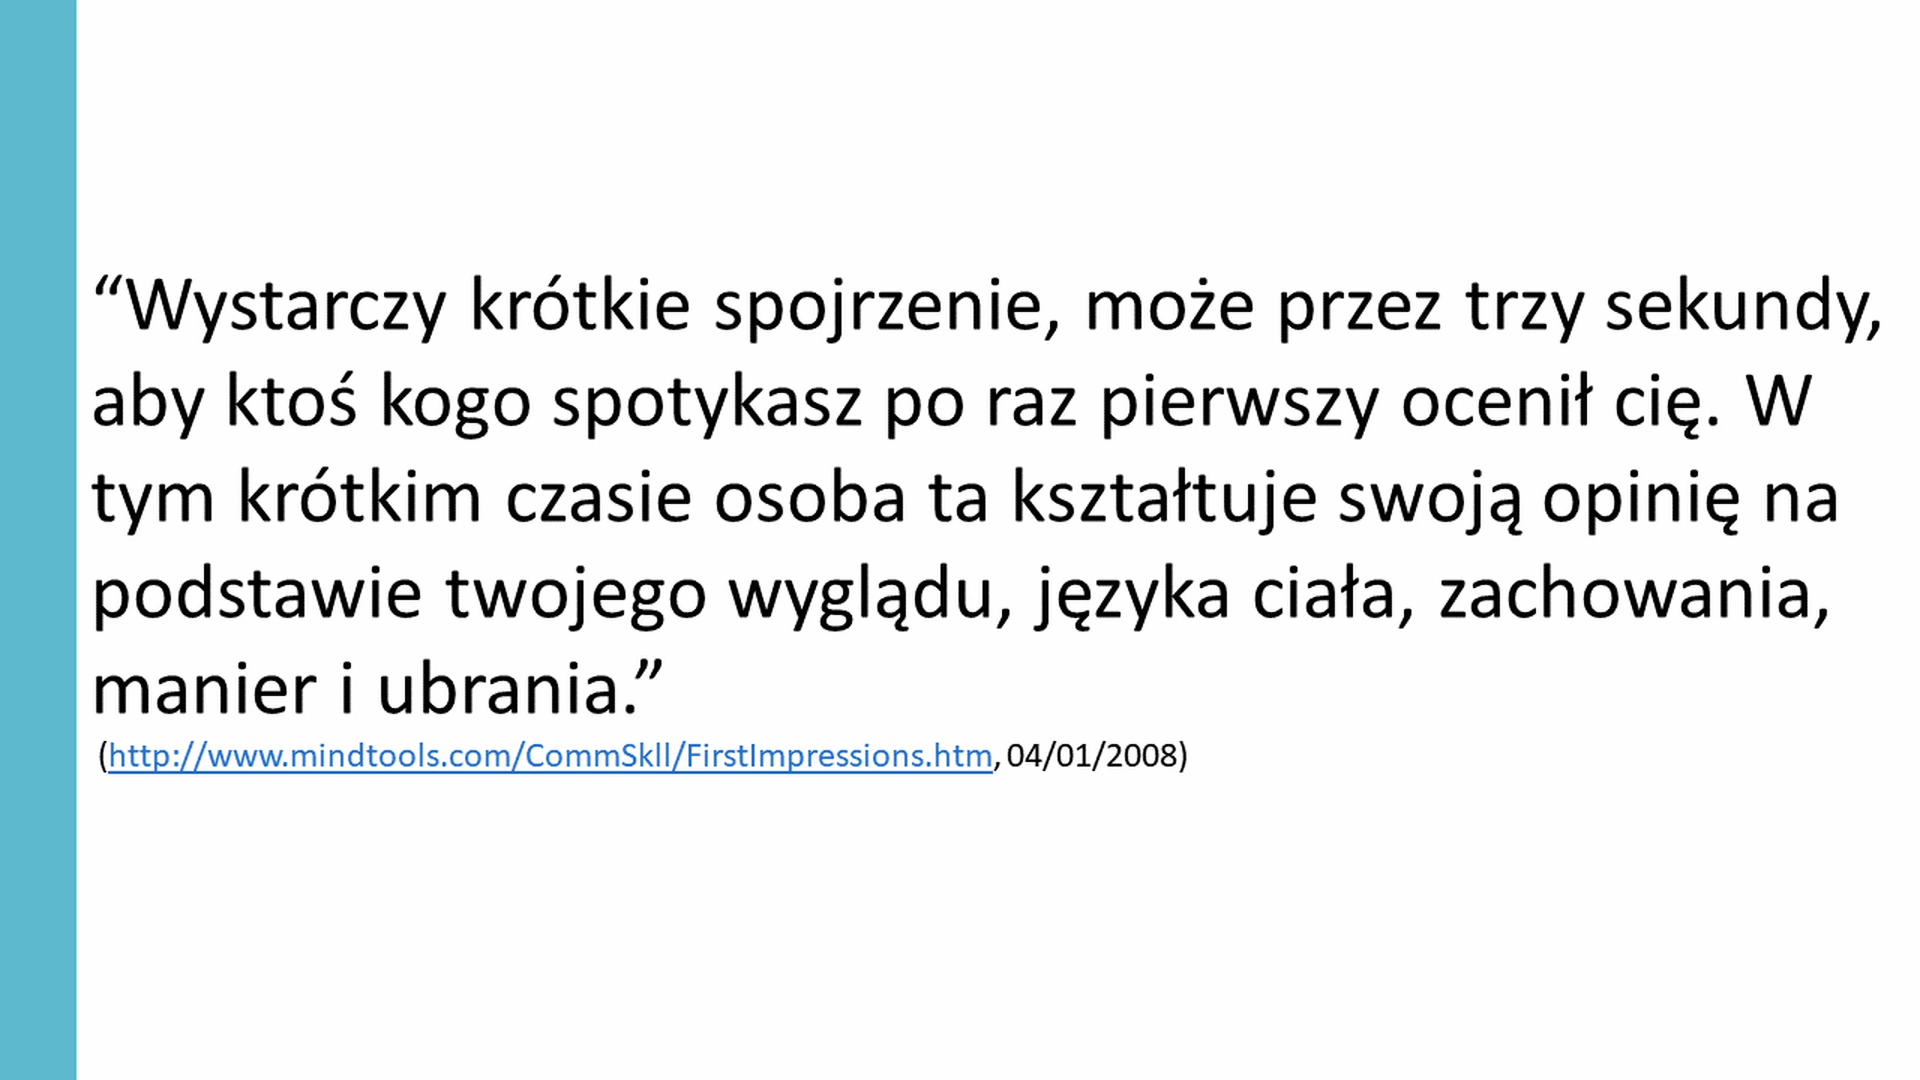 “Wystarczy krótkie spojrzenie, może przez trzy sekundy,
aby ktoś kogo spotykasz po raz pierwszy ocenił cię. W
tym krótkim czasie osoba ta kształtuje swoją opinię na
podstawie twojego wyglądu, języka ciała, zachowania,
manier i ubrania.”
(http://www.mindtools.com/CommSkll/FirstImpressions.htm, 04/01/2008)